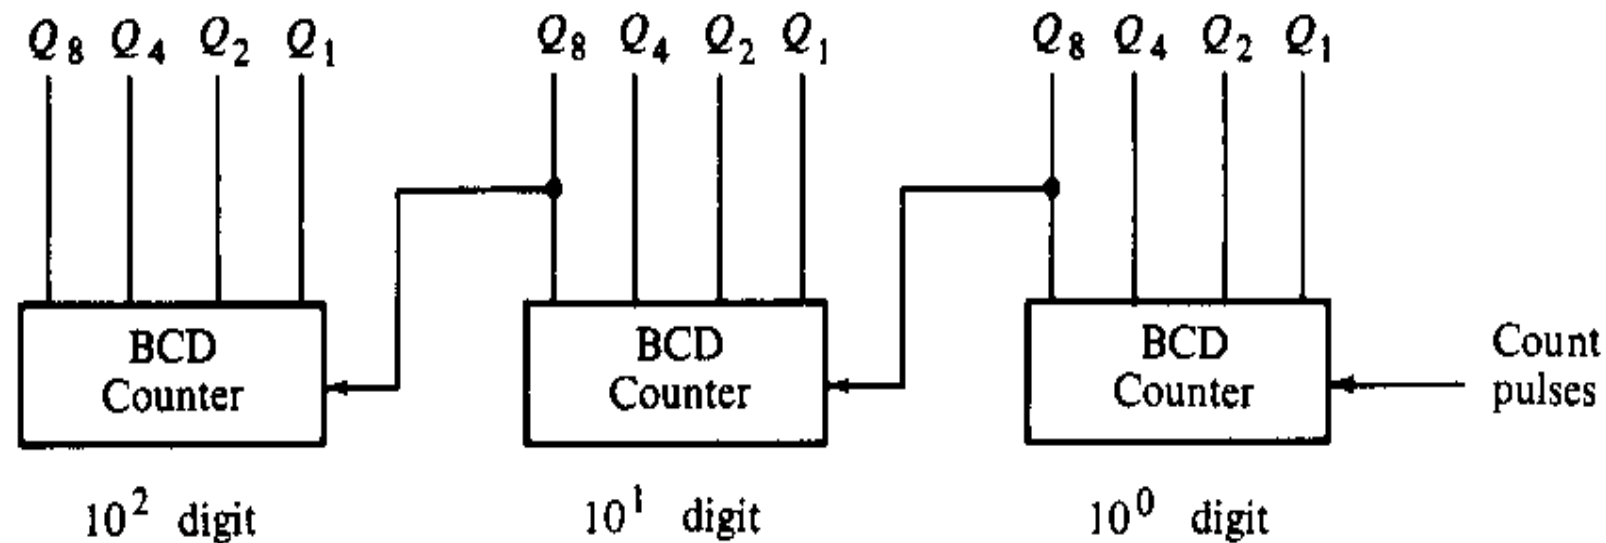 Q8 Q4 Q2 Q1 Q8 Q4 Q2 Q1 Q8 Q4 Q2 Q1
BCD
Counter
BCD
Counter
BCD
Counter
Count
pulses
10² digit
10¹ digit
10⁰ digit